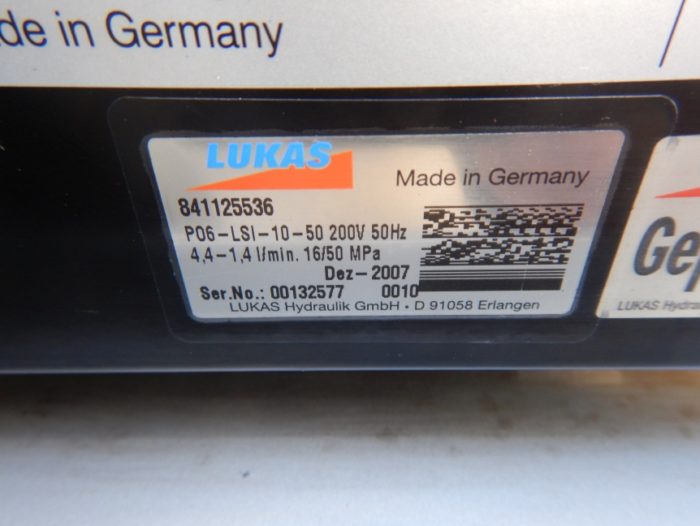 de in Germany
LUKAS
Made in Germany
841125536
P06-LSI-10-50 200V 50Hz
4,4-1,4 l/min. 16/50 MPa
Dez-2007
Ser.No.: 00132577 0010
LUKAS Hydraulik GmbH · D 91058 Erlangen
Gep
LUKAS Hydra